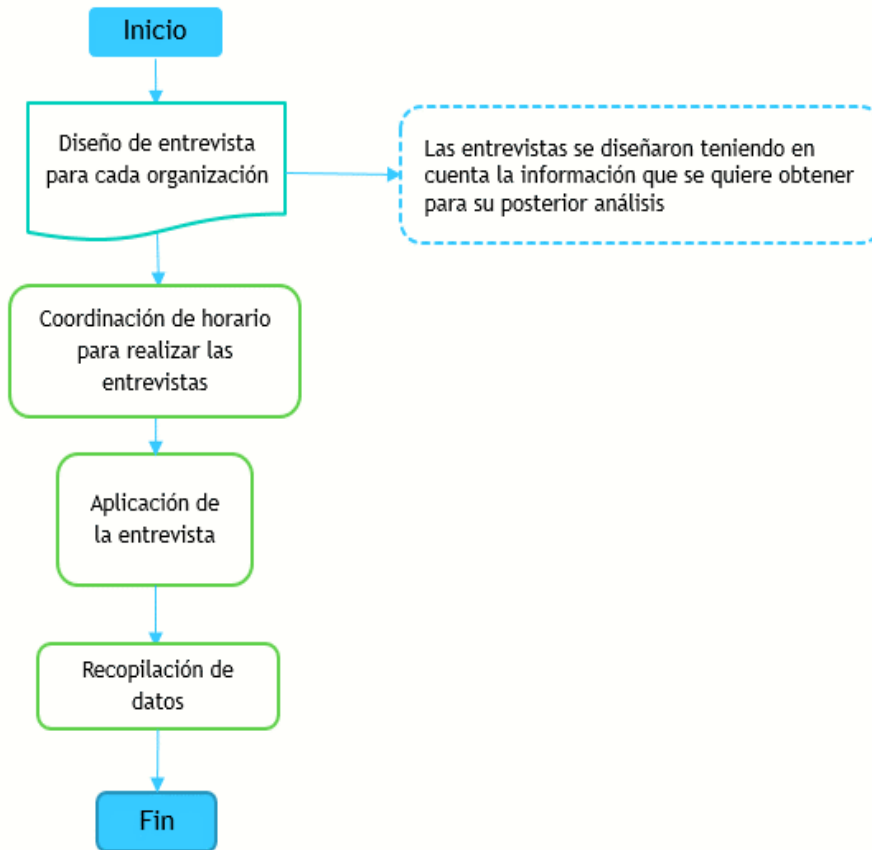 Inicio
Diseño de entrevista
para cada organización
Las entrevistas se diseñaron teniendo en
cuenta la información que se quiere obtener
para su posterior análisis
Coordinación de horario
para realizar las
entrevistas
Aplicación de
la entrevista
Recopilación de
datos
Fin